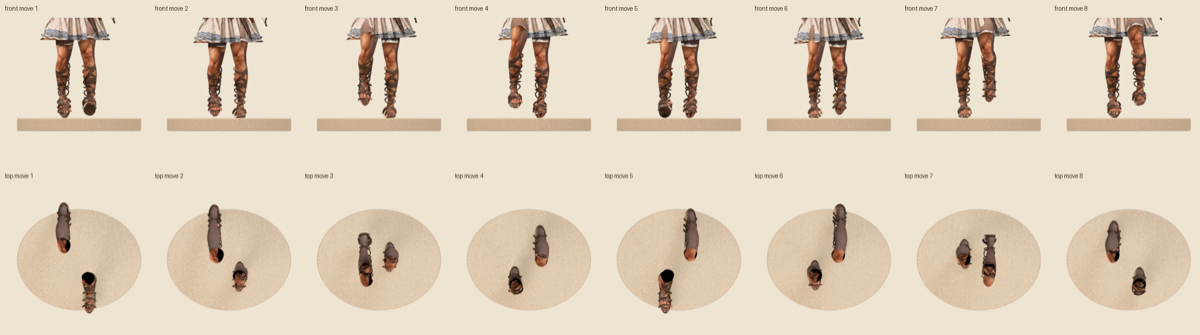 front move 1
front move 2
front move 3
front move 4
front move 5
front move 6
front move 7
front move 8
top move 1
top move 2
top move 3
top move 4
top move 5
top move 6
top move 7
top move 8